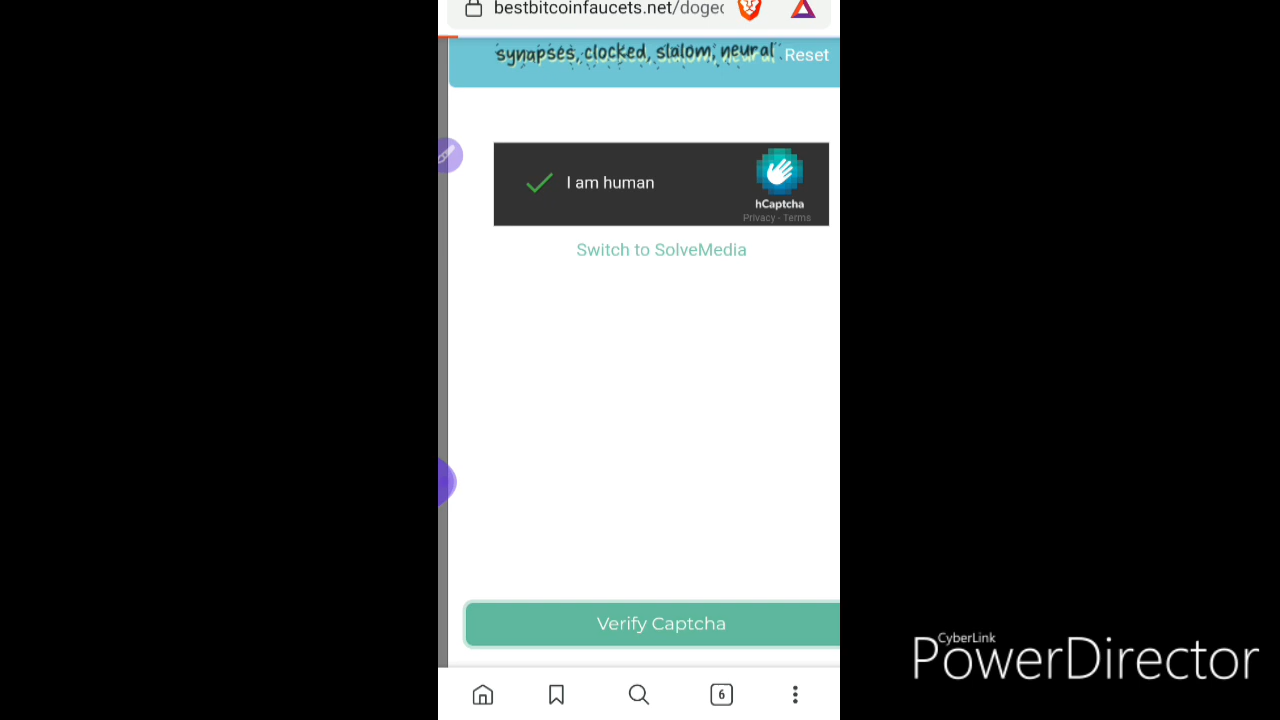 bestbitcoinfaucets.net/dogec
synapses, clocked, slalom, neural Reset
I am human
hCaptcha
Privacy - Terms
Switch to SolveMedia
Verify Captcha
6
CyberLink
PowerDirector